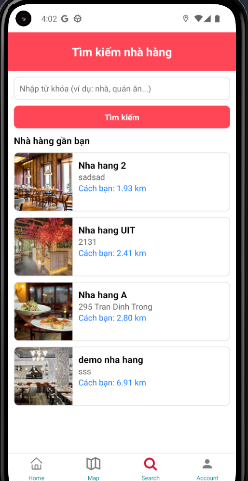 4:02
Tìm kiếm nhà hàng
Nhập từ khóa (ví dụ: nhà, quán ăn...)
Tìm kiếm
Nhà hàng gần bạn
Nha hang 2
sadsad
Cách bạn: 1.93 km
Nha hang UIT
2131
Cách bạn: 2.41 km
Nha hang A
295 Tran Dinh Trong
Cách bạn: 2.80 km
demo nha hang
sss
Cách bạn: 6.91 km
Home Map Search Account